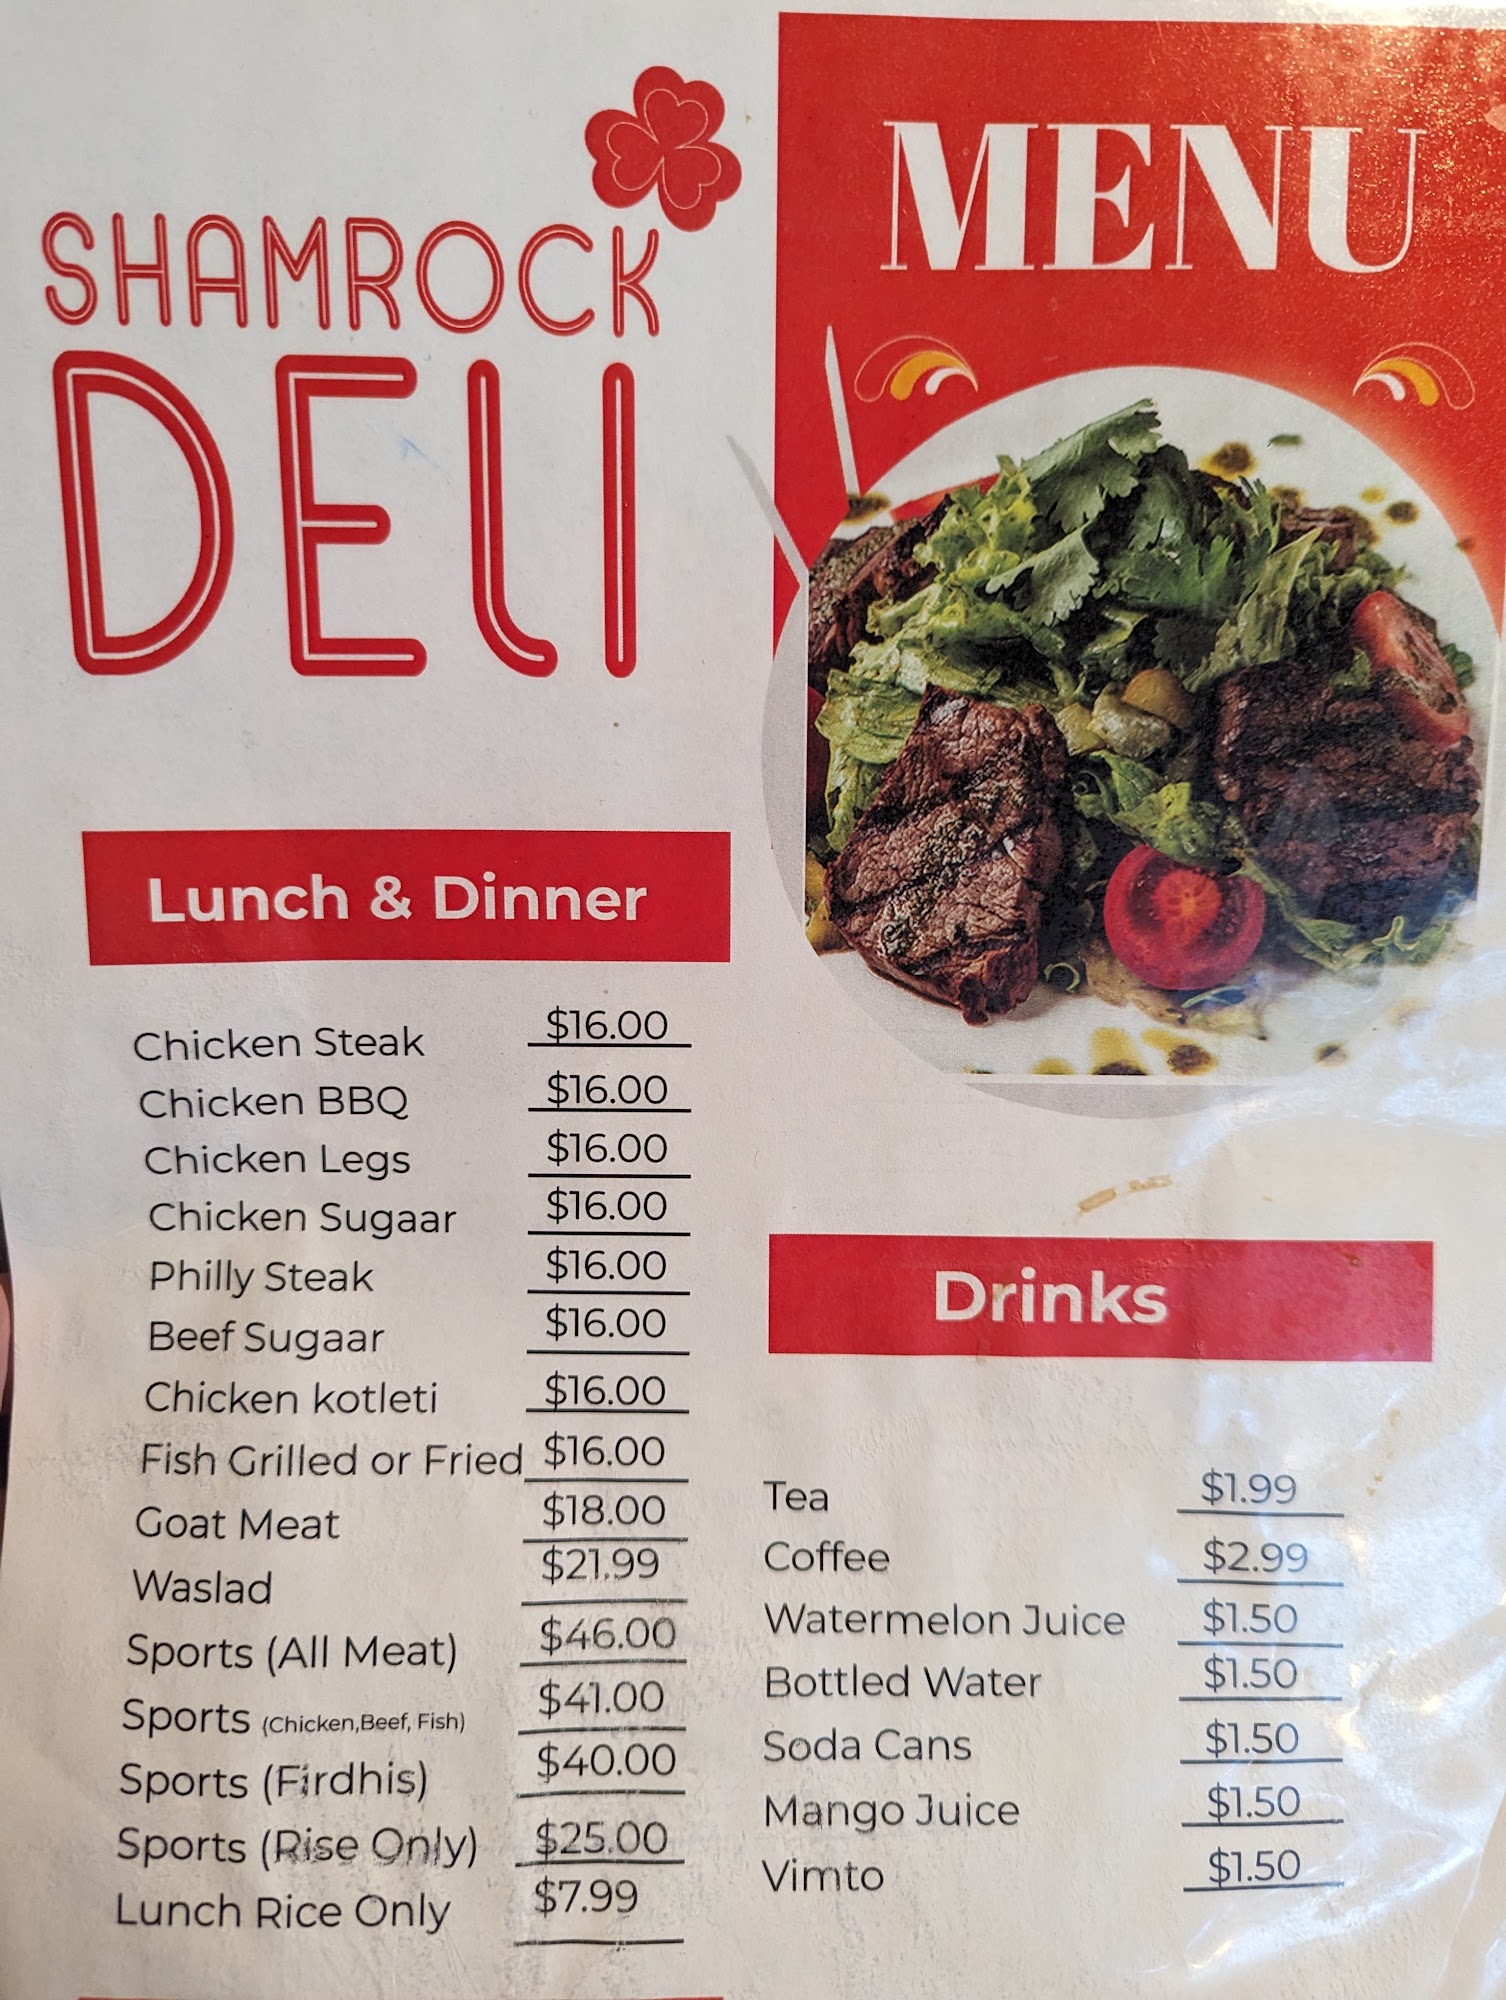 SHAMROCK
DELI
MENU
Lunch & Dinner
Chicken Steak $16.00
Chicken BBQ $16.00
Chicken Legs $16.00
Chicken Sugaar $16.00
Philly Steak $16.00
Beef Sugaar $16.00
Chicken kotleti $16.00
Fish Grilled or Fried $16.00
Goat Meat $18.00
Waslad $21.99
Sports (All Meat) $46.00
Sports (Chicken,Beef, Fish) $41.00
Sports (Firdhis) $40.00
Sports (Rise Only) $25.00
Lunch Rice Only $7.99
Drinks
Tea $1.99
Coffee $2.99
Watermelon Juice $1.50
Bottled Water $1.50
Soda Cans $1.50
Mango Juice $1.50
Vimto $1.50